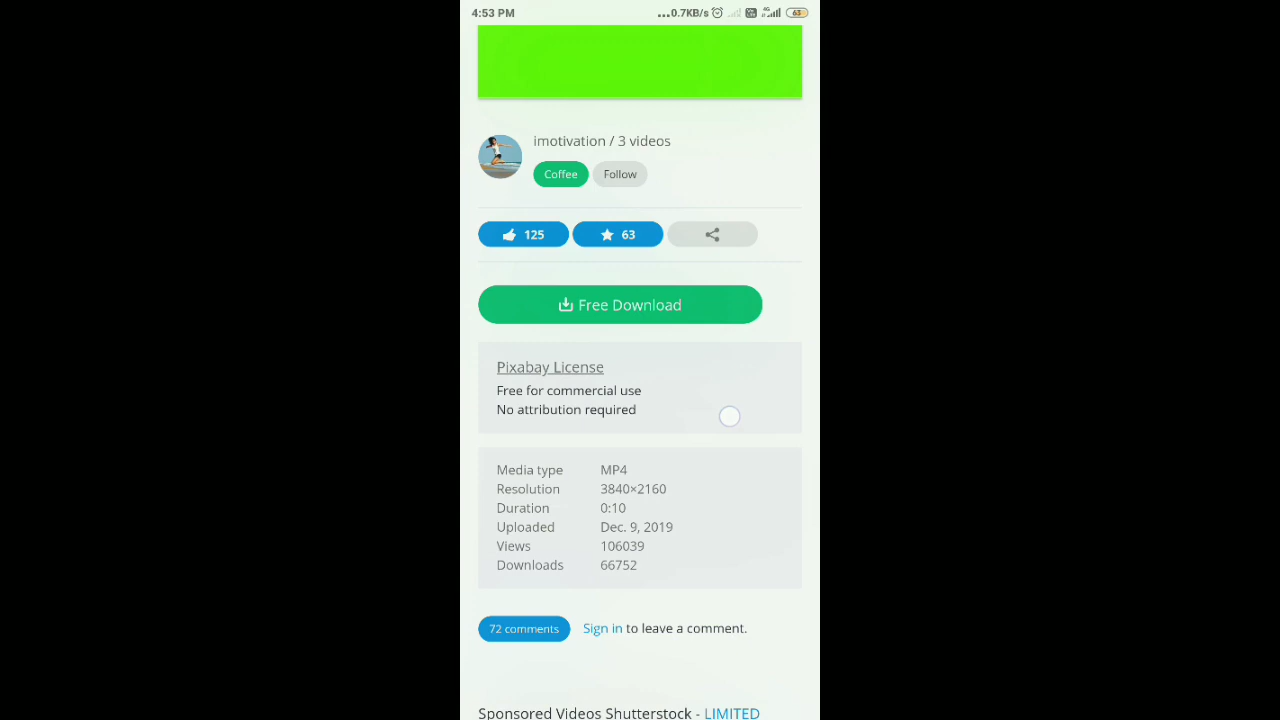 4:53 PM ...0.7KB/s 4G 63
imotivation / 3 videos
Coffee Follow
125 63
Free Download
Pixabay License
Free for commercial use
No attribution required
Media type MP4
Resolution 3840×2160
Duration 0:10
Uploaded Dec. 9, 2019
Views 106039
Downloads 66752
72 comments Sign in to leave a comment.
Sponsored Videos Shutterstock - LIMITED